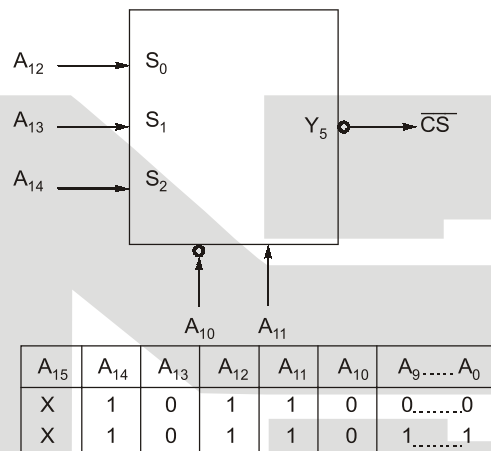 A12 S0
A13 S1 Y5 CS
A14 S2
A10 A11
A15 A14 A13 A12 A11 A10 A9 ..... A0
X 1 0 1 1 0 0 ........ 0
X 1 0 1 1 0 1 ........ 1